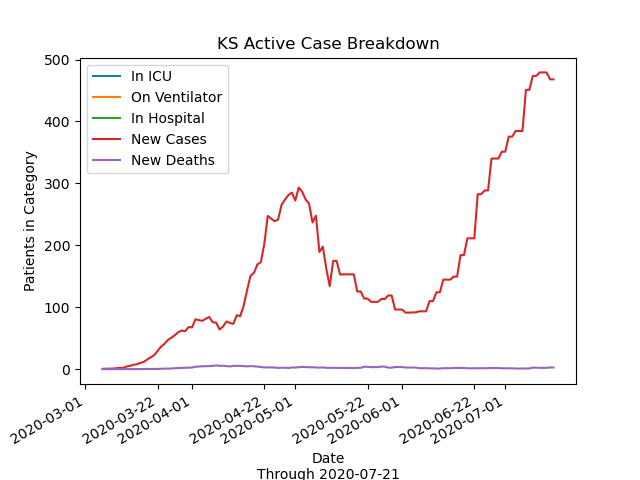 KS Active Case Breakdown
Patients in Category
500
400
300
200
100
0
In ICU
On Ventilator
In Hospital
New Cases
New Deaths
2020-03-01
2020-03-22
2020-04-01
2020-04-22
2020-05-01
2020-05-22
2020-06-01
2020-06-22
2020-07-01
Date
Through 2020-07-21